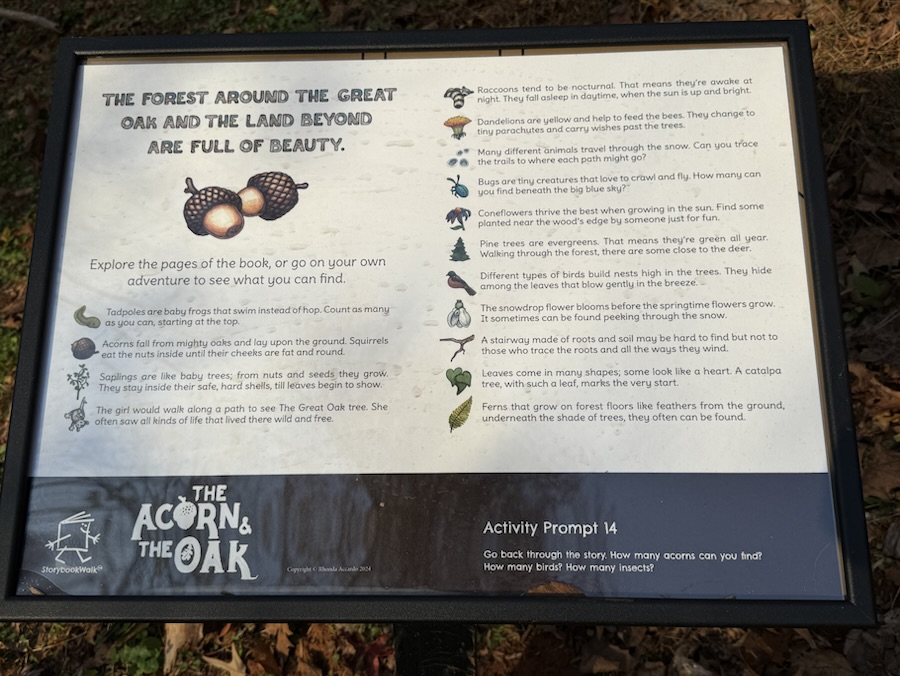 THE FOREST AROUND THE GREAT
OAK AND THE LAND BEYOND
ARE FULL OF BEAUTY.
Explore the pages of the book, or go on your own
adventure to see what you can find.
Tadpoles are baby frogs that swim instead of hop. Count as many
as you can, starting at the top.
Acorns fall from mighty oaks and lay upon the ground. Squirrels
eat the nuts inside until their cheeks are fat and round.
Saplings are like baby trees; from nuts and seeds they grow.
They stay inside their safe, hard shells, till leaves begin to show.
The girl would walk along a path to see The Great Oak tree. She
often saw all kinds of life that lived there wild and free.
Raccoons tend to be nocturnal. That means they're awake at
night. They fall asleep in daytime, when the sun is up and bright.
Dandelions are yellow and help to feed the bees. They change to
tiny parachutes and carry wishes past the trees.
Many different animals travel through the snow. Can you trace
the trails to where each path might go?
Bugs are tiny creatures that love to crawl and fly. How many can
you find beneath the big blue sky?
Coneflowers thrive the best when growing in the sun. Find some
planted near the wood's edge by someone just for fun.
Pine trees are evergreens. That means they're green all year.
Walking through the forest, there are some close to the deer.
Different types of birds build nests high in the trees. They hide
among the leaves that blow gently in the breeze.
The snowdrop flower blooms before the springtime flowers grow.
It sometimes can be found peeking through the snow.
A stairway made of roots and soil may be hard to find but not to
those who trace the roots and all the ways they wind.
Leaves come in many shapes; some look like a heart. A catalpa
tree, with such a leaf, marks the very start.
Ferns that grow on forest floors like feathers from the ground,
underneath the shade of trees, they often can be found.
StorybookWalk
THE
ACORN &
THE OAK
Copyright © Rhonda Accardo 2024
Activity Prompt 14
Go back through the story. How many acorns can you find?
How many birds? How many insects?